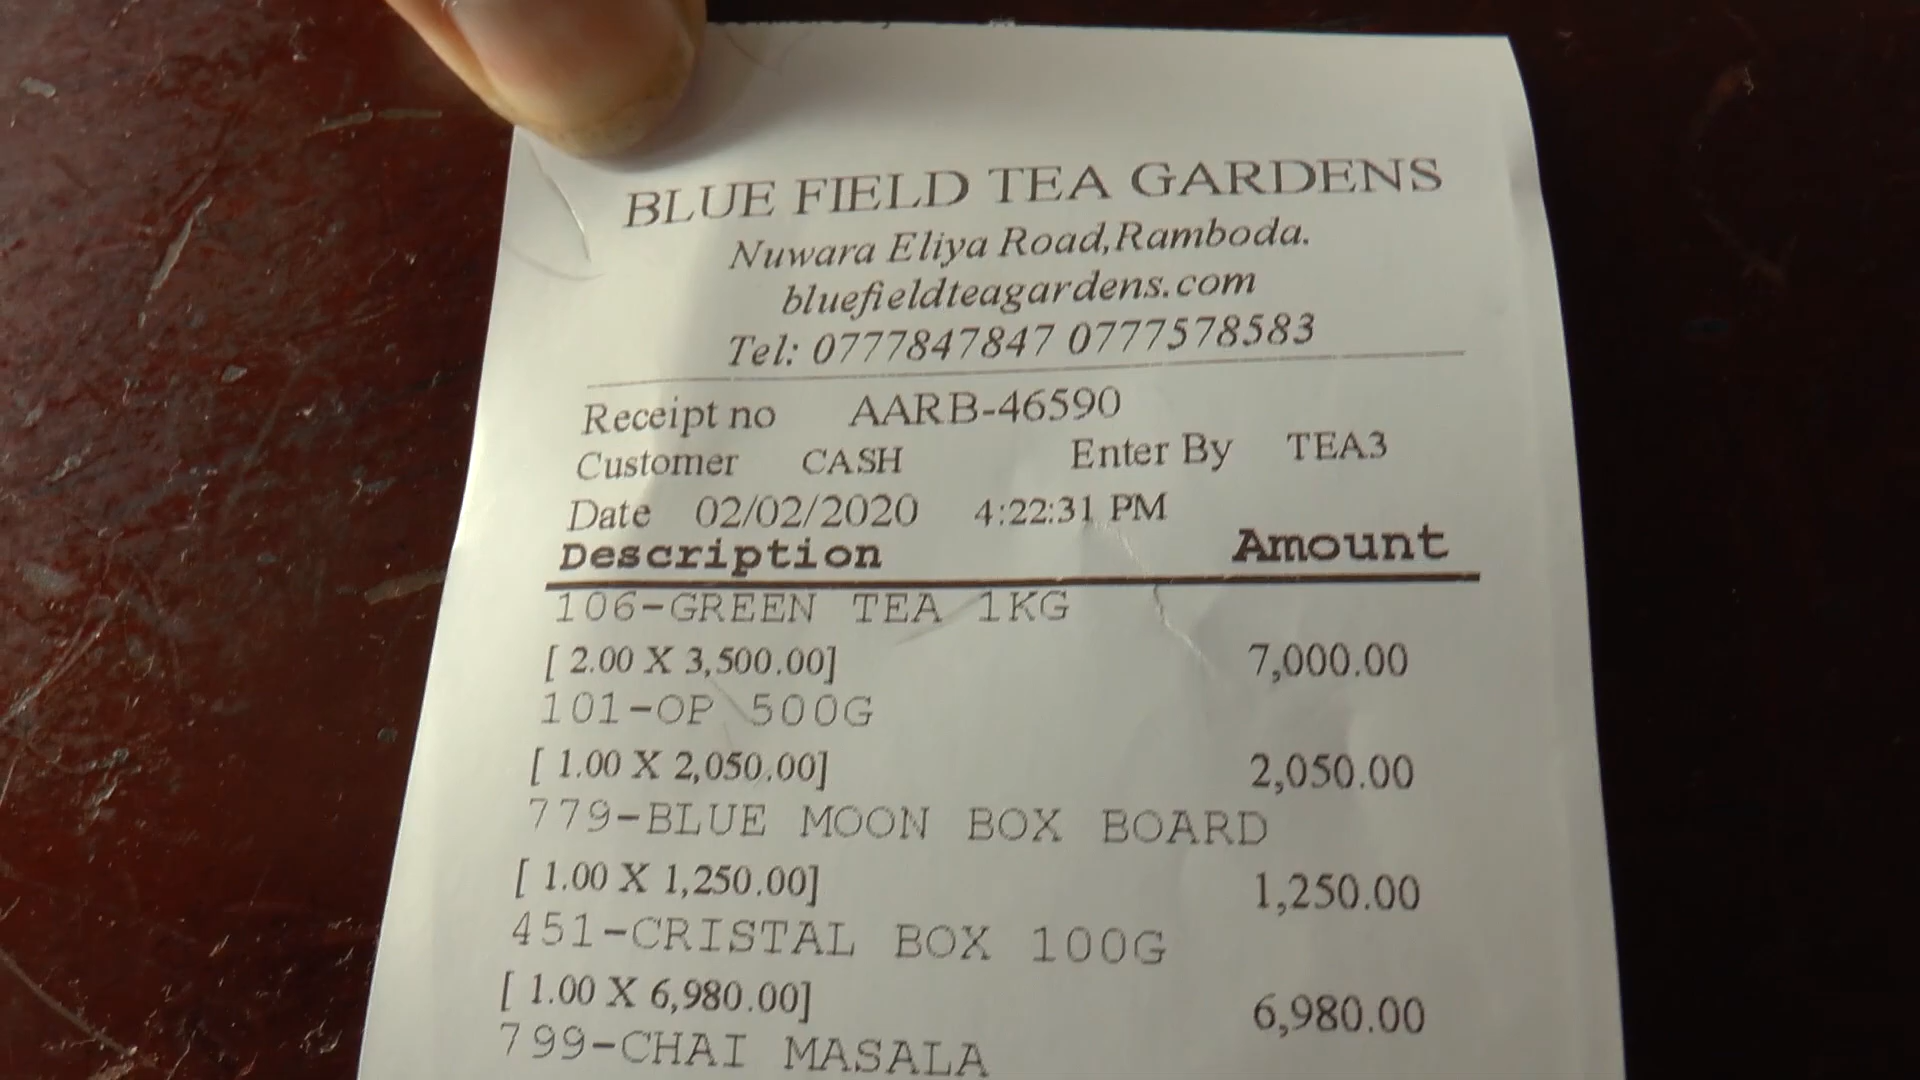 BLUE FIELD TEA GARDENS
Nuwara Eliya Road,Ramboda.
bluefieldteagardens.com
Tel: 0777847847 0777578583
Receipt no AARB-46590
Customer CASH Enter By TEA3
Date 02/02/2020 4:22:31 PM
Description Amount
106-GREEN TEA 1KG
[ 2.00 X 3,500.00] 7,000.00
101-OP 500G
[ 1.00 X 2,050.00] 2,050.00
779-BLUE MOON BOX BOARD
[ 1.00 X 1,250.00] 1,250.00
451-CRISTAL BOX 100G
[ 1.00 X 6,980.00] 6,980.00
799-CHAI MASALA